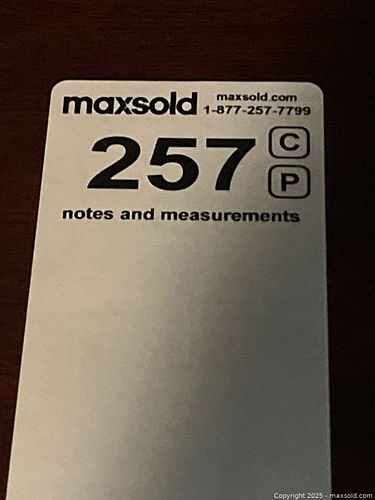 maxsold maxsold.com
1-877-257-7799
257 C
P
notes and measurements
Copyright © 2025 - maxsold.com